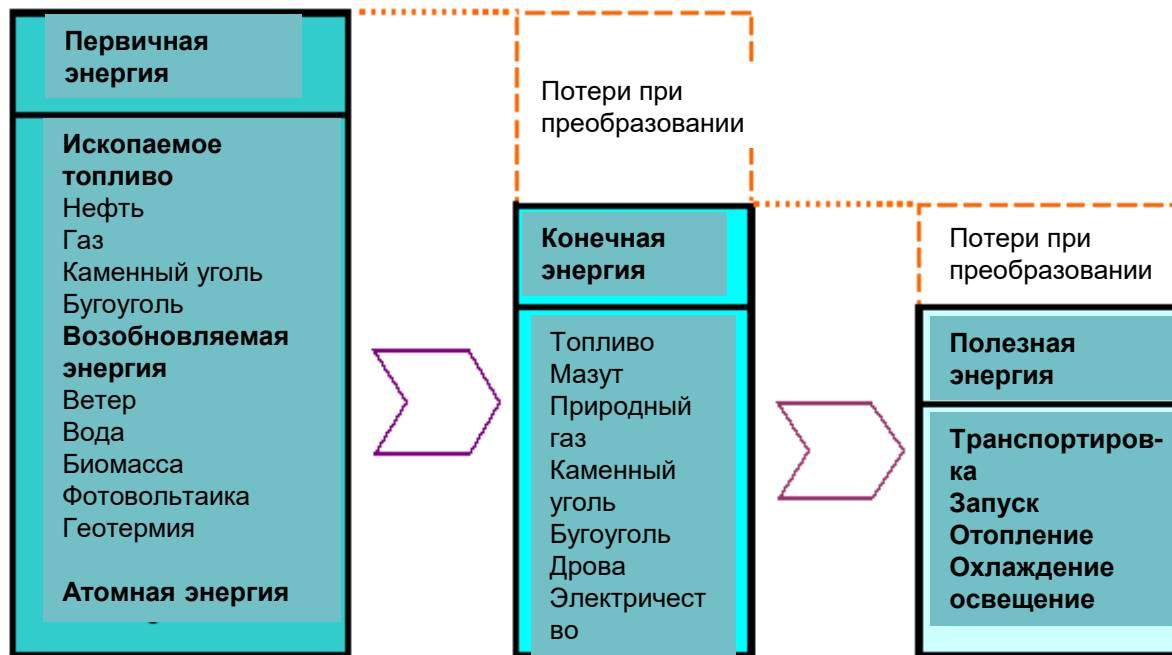 Первичная
энергия
Ископаемое
топливо
Нефть
Газ
Каменный уголь
Бугоуголь
Возобновляемая
энергия
Ветер
Вода
Биомасса
Фотовольтаика
Геотермия
Атомная энергия
Потери при
преобразовании
Конечная
энергия
Топливо
Мазут
Природный
газ
Каменный
уголь
Бугоуголь
Дрова
Электричест
во
Потери при
преобразовании
Полезная
энергия
Транспортиров-
ка
Запуск
Отопление
Охлаждение
освещение